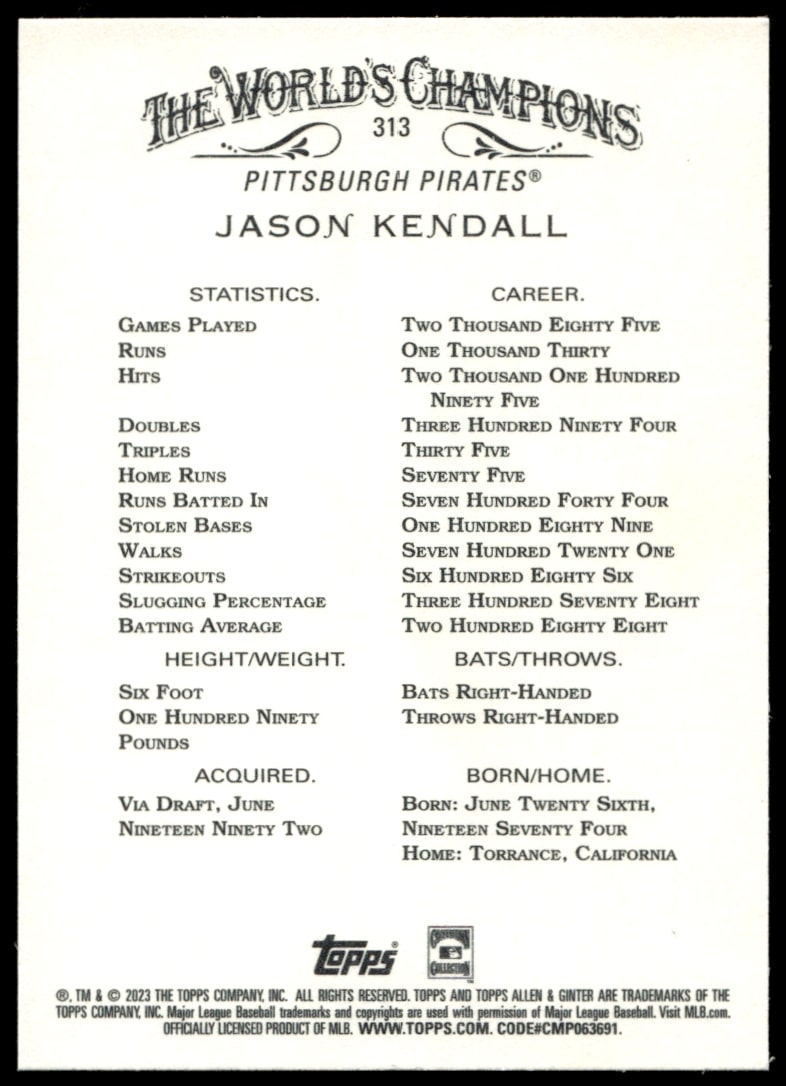 THE WORLD'S CHAMPIONS
313
PITTSBURGH PIRATES®
JASON KENDALL
STATISTICS. CAREER.
GAMES PLAYED TWO THOUSAND EIGHTY FIVE
RUNS ONE THOUSAND THIRTY
HITS TWO THOUSAND ONE HUNDRED
NINETY FIVE
DOUBLES THREE HUNDRED NINETY FOUR
TRIPLES THIRTY FIVE
HOME RUNS SEVENTY FIVE
RUNS BATTED IN SEVEN HUNDRED FORTY FOUR
STOLEN BASES ONE HUNDRED EIGHTY NINE
WALKS SEVEN HUNDRED TWENTY ONE
STRIKEOUTS SIX HUNDRED EIGHTY SIX
SLUGGING PERCENTAGE THREE HUNDRED SEVENTY EIGHT
BATTING AVERAGE TWO HUNDRED EIGHTY EIGHT
HEIGHT/WEIGHT. BATS/THROWS.
SIX FOOT BATS RIGHT-HANDED
ONE HUNDRED NINETY THROWS RIGHT-HANDED
POUNDS
ACQUIRED. BORN/HOME.
VIA DRAFT, JUNE BORN: JUNE TWENTY SIXTH,
NINETEEN NINETY TWO NINETEEN SEVENTY FOUR
HOME: TORRANCE, CALIFORNIA
Topps® COOPERSTOWN COLLECTION™
®, TM & © 2023 THE TOPPS COMPANY, INC. ALL RIGHTS RESERVED. TOPPS AND TOPPS ALLEN & GINTER ARE TRADEMARKS OF THE
TOPPS COMPANY, INC. Major League Baseball trademarks and copyrights are used with permission of Major League Baseball. Visit MLB.com.
OFFICIALLY LICENSED PRODUCT OF MLB. WWW.TOPPS.COM. CODE#CMP063691.